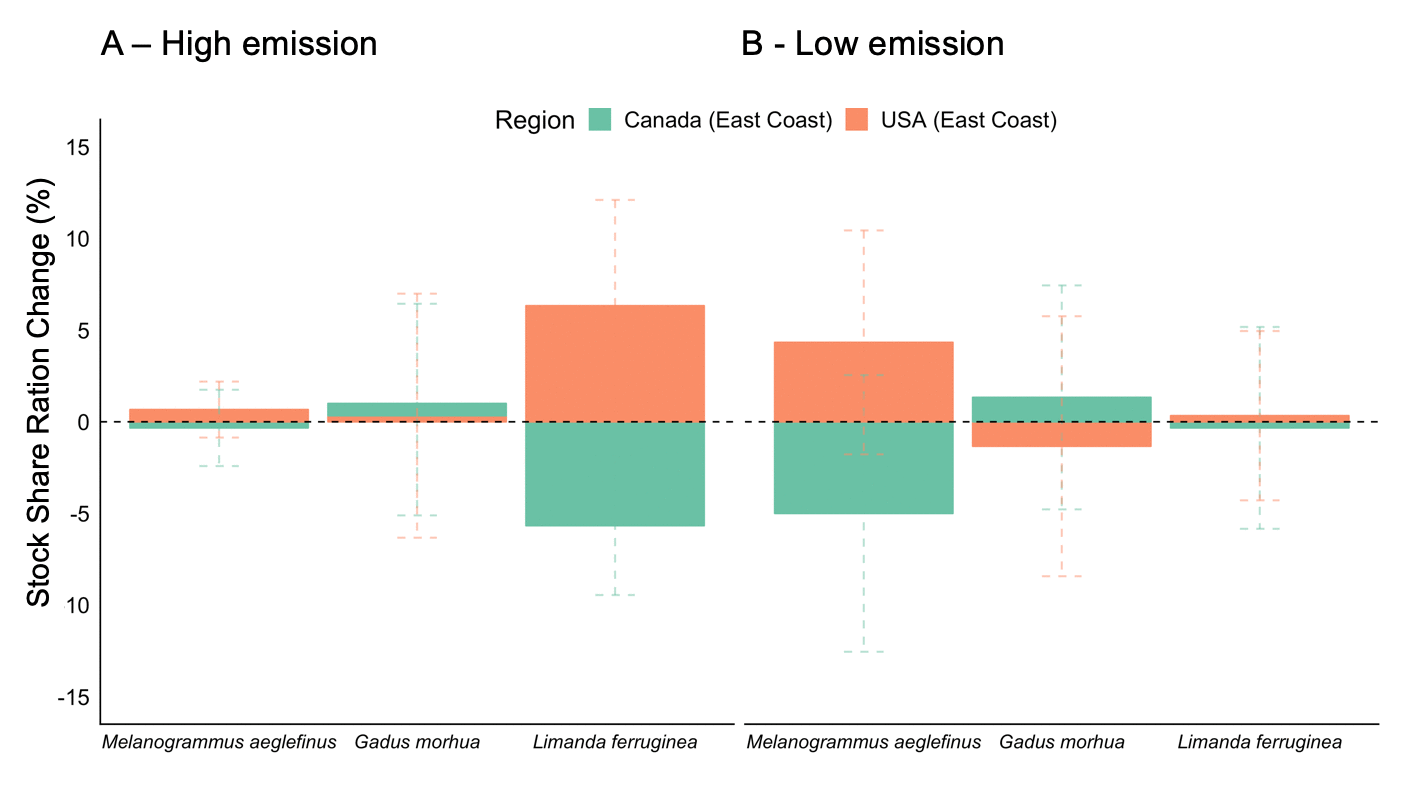 A – High emission
B - Low emission
Region Canada (East Coast) USA (East Coast)
Stock Share Ration Change (%)
15
10
5
0
-5
10
-15
Melanogrammus aeglefinus Gadus morhua Limanda ferruginea
Melanogrammus aeglefinus Gadus morhua Limanda ferruginea